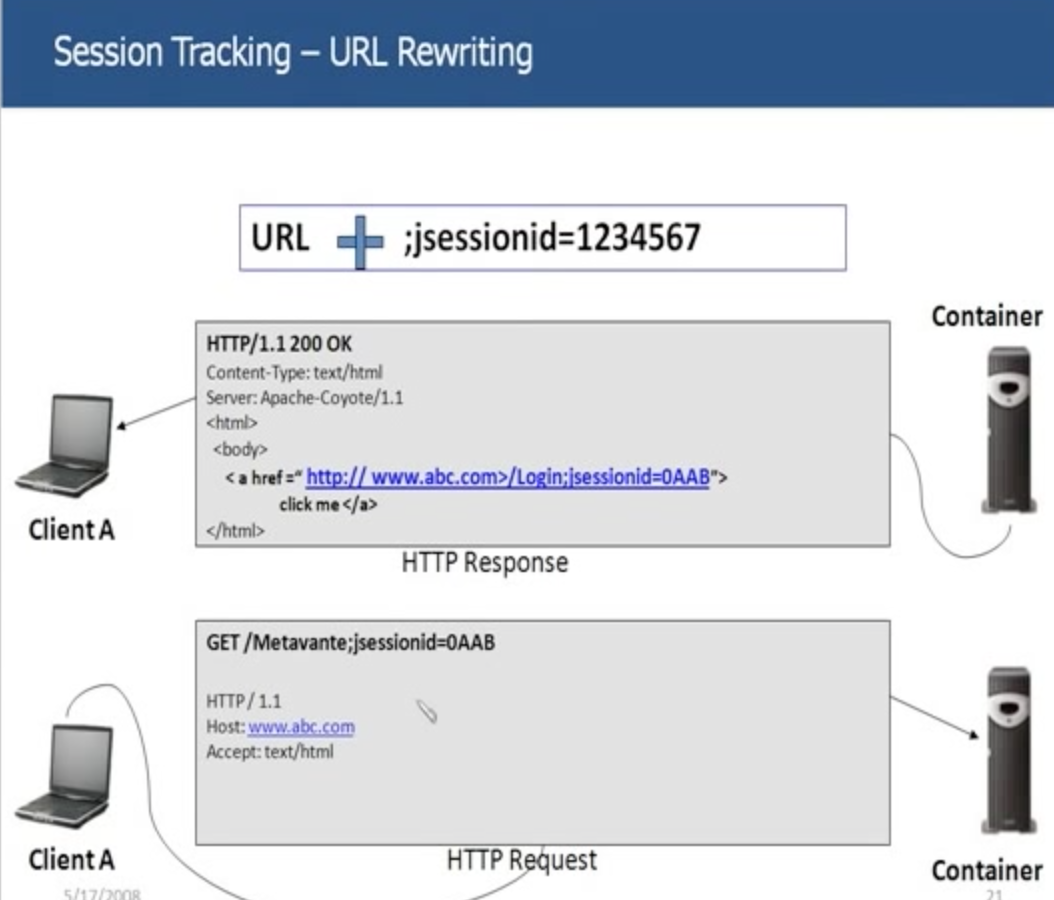 Session Tracking – URL Rewriting
URL + ;jsessionid=1234567
Container
HTTP/1.1 200 OK
Content-Type: text/html
Server: Apache-Coyote/1.1
<html>
<body>
< a href =“ http:// www.abc.com>/Login;jsessionid=0AAB”>
click me </a>
</html>
Client A
HTTP Response
GET /Metavante;jsessionid=0AAB
HTTP / 1.1
Host: www.abc.com
Accept: text/html
Client A
HTTP Request
Container
5/17/2008
21